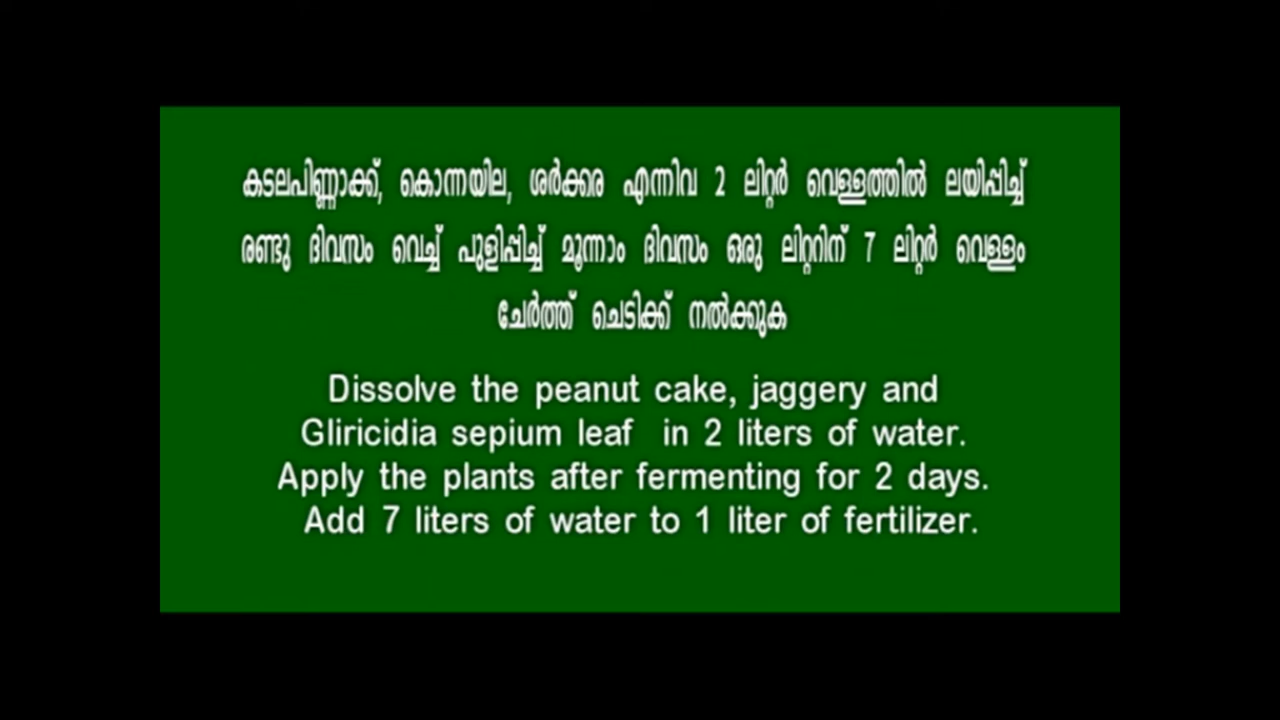 കടലപിണ്ണാക്ക്, കൊന്നയില, ശർക്കര എന്നിവ 2 ലിറ്റർ വെള്ളത്തിൽ ലയിപ്പിച്ച്
രണ്ടു ദിവസം വെച്ച് പുളിപ്പിച്ച് മൂന്നാം ദിവസം ഒരു ലിറ്ററിന് 7 ലിറ്റർ വെള്ളം
ചേർത്ത് ചെടിക്ക് നൽക്കുക
Dissolve the peanut cake, jaggery and
Gliricidia sepium leaf in 2 liters of water.
Apply the plants after fermenting for 2 days.
Add 7 liters of water to 1 liter of fertilizer.